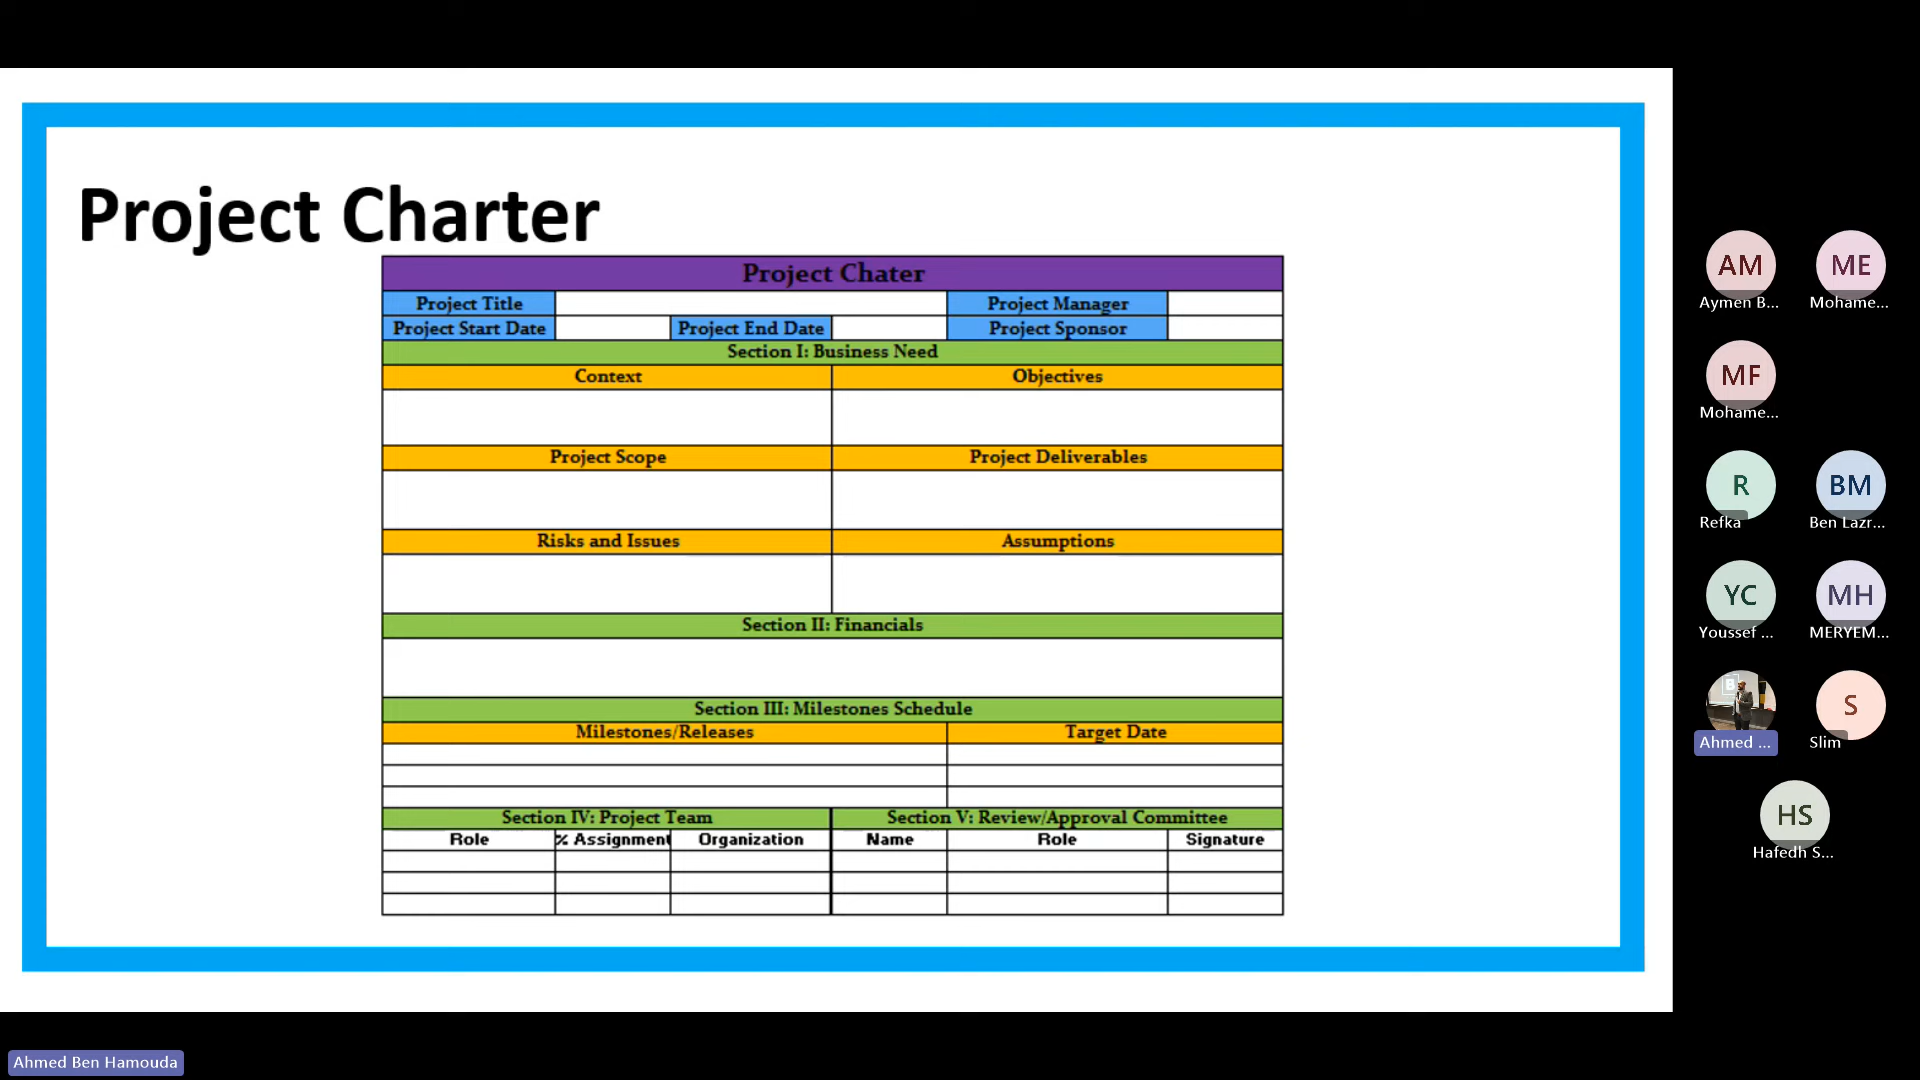 Project Charter
Project Chater
Project Title Project Manager
Project Start Date Project End Date Project Sponsor
Section I: Business Need
Context Objectives
Project Scope Project Deliverables
Risks and Issues Assumptions
Section II: Financials
Section III: Milestones Schedule
Milestones/Releases Target Date
Section IV: Project Team Section V: Review/Approval Committee
Role % Assignment Organization Name Role Signature
AM ME
Aymen B... Mohame...
MF
Mohame...
R BM
Refka Ben Lazr...
YC MH
Youssef ... MERYEM...
B
S
Ahmed ... Slim
HS
Hafedh S...
Ahmed Ben Hamouda